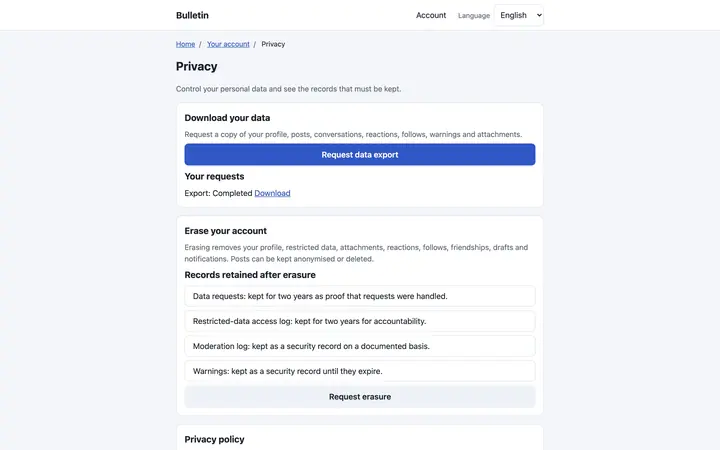 Bulletin
Account
Language
English
Home / Your account / Privacy
Privacy
Control your personal data and see the records that must be kept.
Download your data
Request a copy of your profile, posts, conversations, reactions, follows, warnings and attachments.
Request data export
Your requests
Export: Completed Download
Erase your account
Erasing removes your profile, restricted data, attachments, reactions, follows, friendships, drafts and
notifications. Posts can be kept anonymised or deleted.
Records retained after erasure
Data requests: kept for two years as proof that requests were handled.
Restricted-data access log: kept for two years for accountability.
Moderation log: kept as a security record on a documented basis.
Warnings: kept as a security record until they expire.
Request erasure
Privacy policy